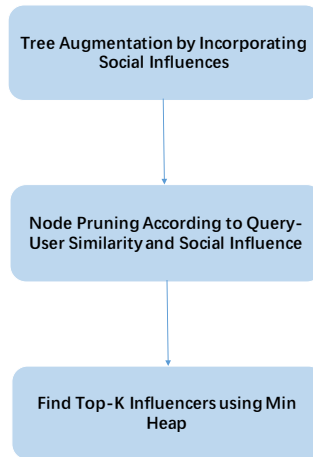 Tree Augmentation by Incorporating
Social Influences
Node Pruning According to Query-
User Similarity and Social Influence
Find Top-K Influencers using Min
Heap